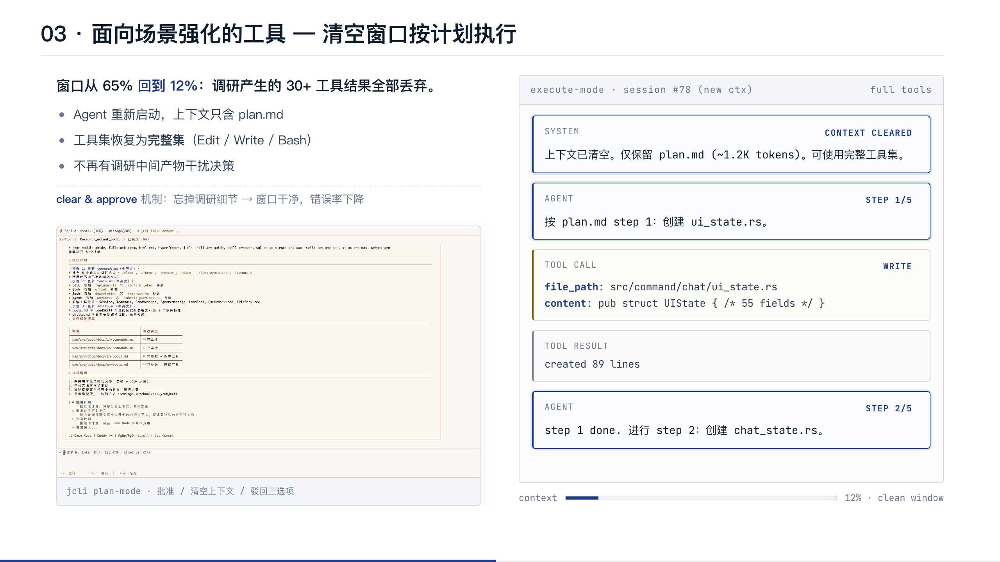 03 · 面向场景强化的工具 — 清空窗口按计划执行
窗口从 65% 回到 12%：调研产生的 30+ 工具结果全部丢弃。
Agent 重新启动，上下文只含 plan.md
工具集恢复为完整集（Edit / Write / Bash）
不再有调研中间产物干扰决策
clear & approve 机制：忘掉调研细节 → 窗口干净，错误率下降
Sprite context(36K) · message(405) 执行 ExitPlanMode...
SubAgents: Research_actual_tool… [✓ 已完成 t84]
• chat module guide, fullstack team, html ppt, hyperframes, j cli, jcli dev guide, skill creator, sql to go struct and dao, swift ios app gen, ui ux pro max, webapp gen
需要补充 8 个技能
◇ 执行计划
(步骤 1: 更新 commands.md (中英文) )
• 补充 6 个缺失的斜杠命令 ( /clear , /theme , /resume , /dump , /dump-processed , /teammate )
• 使用代码中已有的描述文本
(步骤 2: 更新 tools.md (中英文) )
• Edit: 添加 replace_all 和 confirm_token 参数
• Glob: 添加 offset 参数
• Bash: 添加 description 和 interactive 参数
• Agent: 添加 worktree 和 inherit_permissions 参数
• 新增工具章节: Session, Teammate, SendMessage, IgnoreMessage, LoadTool, EnterWorktree, ExitWorktree
(步骤 3: 更新 skills.md (中英文) )
• tools.md 中 LoadSkill 部分的技能列表需要补充 8 个缺失技能
• skills.md 本身主要是结构说明, 无需修改
◇ 文件修改清单
文件 修改类型
web/src/data/docs/zh/commands.md 补充命令
web/src/data/docs/en/commands.md 补充命令
web/src/data/docs/zh/tools.md 补充参数 + 新增工具
web/src/data/docs/en/tools.md 补充参数 + 新增工具
◇ 注意事项
1. 保持现有文档格式风格 (表格 + JSON 示例)
2. 中英文版本同步更新
3. 描述直接取自代码中的定义, 确保准确
4. 参数类型使用一致的命名 (string/uint/bool/array/object)
❯ ● 批准计划
批准此计划, 保留当前上下文, 开始实施
○ 批准并清空上下文
批准计划并清空探索过程中的对话上下文, 仅保留计划内容继续实施
○ 驳回计划
拒绝此计划, 留在 Plan Mode 中修改方案
自由输入...
Up/Down Move | Enter OK | PgUp/PgDn Scroll | Esc Cancel
补充消息, Enter 发送, Esc 打断, Alt+Enter 换行
↑↓ 选择 | Enter 确认 | Esc 拒绝
jcli plan-mode · 批准 / 清空上下文 / 驳回三选项
execute-mode · session #78 (new ctx) full tools
SYSTEM CONTEXT CLEARED
上下文已清空。仅保留 plan.md (~1.2K tokens)。可使用完整工具集。
AGENT STEP 1/5
按 plan.md step 1: 创建 ui_state.rs。
TOOL CALL WRITE
file_path: src/command/chat/ui_state.rs
content: pub struct UIState { /* 55 fields */ }
TOOL RESULT
created 89 lines
AGENT STEP 2/5
step 1 done. 进行 step 2: 创建 chat_state.rs。
context 12% · clean window